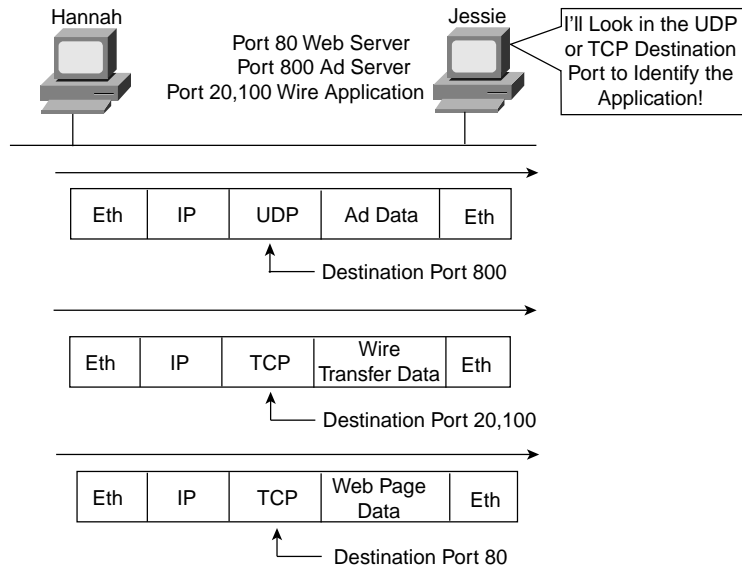 Hannah
Jessie
Port 80 Web Server
Port 800 Ad Server
Port 20,100 Wire Application
I'll Look in the UDP
or TCP Destination
Port to Identify the
Application!
Eth IP UDP Ad Data Eth
Destination Port 800
Eth IP TCP Wire
Transfer Data Eth
Destination Port 20,100
Eth IP TCP Web Page
Data Eth
Destination Port 80